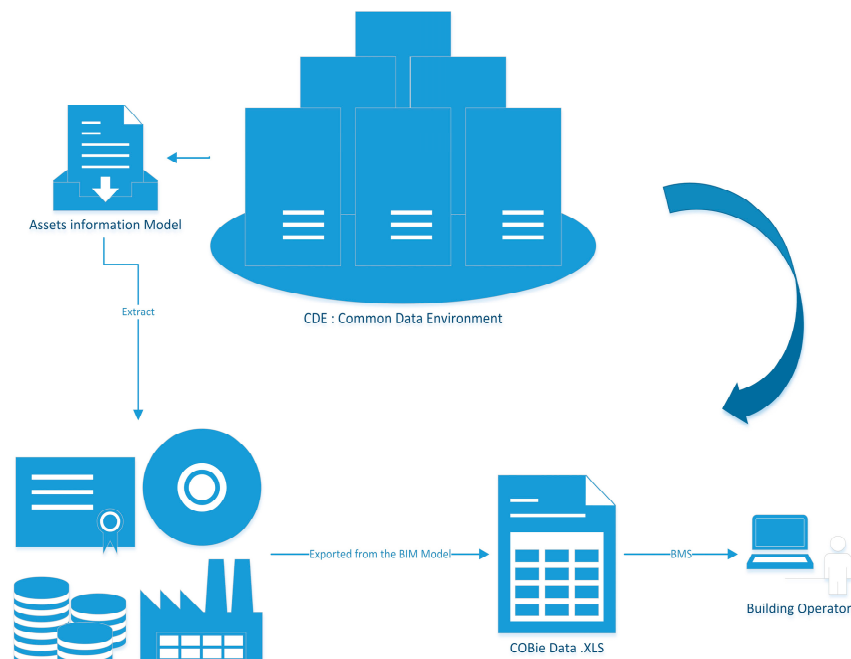 Assets information Model
CDE : Common Data Environment
Extract
Exported from the BIM Model
BMS
Building Operator
COBie Data .XLS